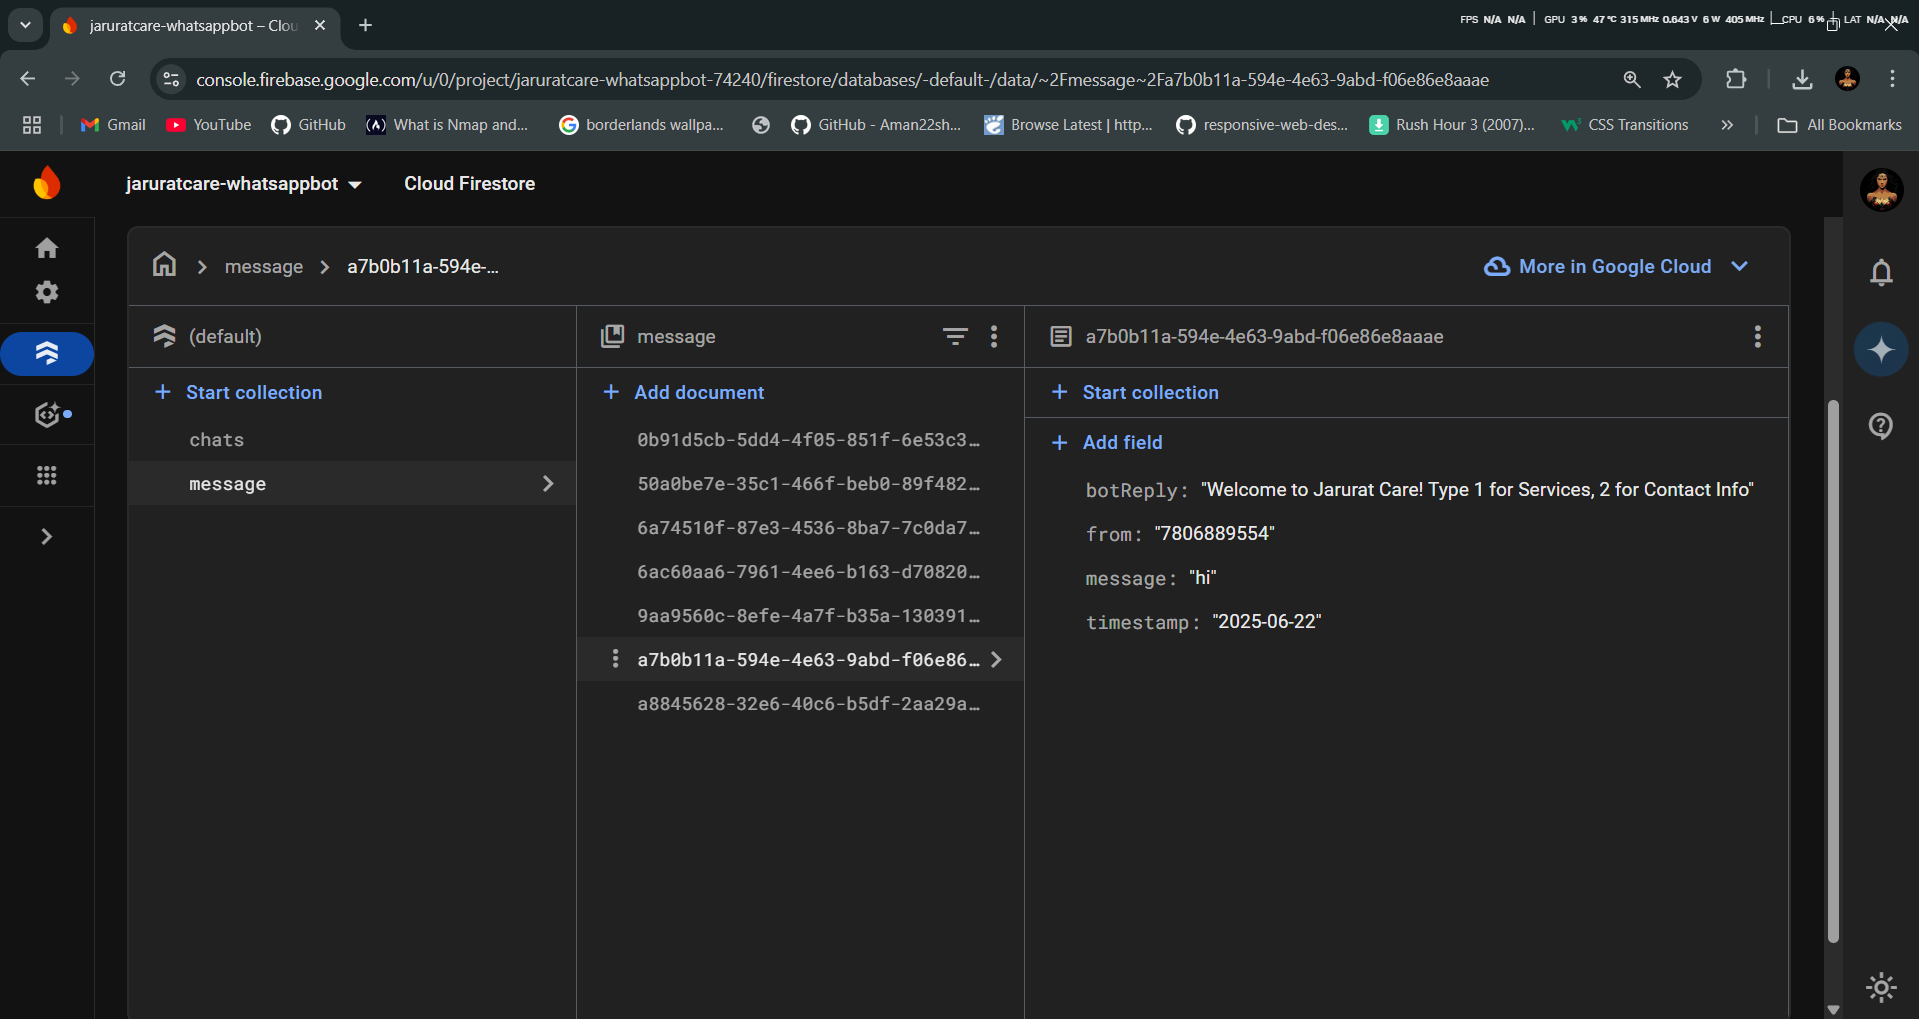 jaruratcare-whatsappbot – Clou
FPS N/A N/A GPU 3 % 47 °C 315 MHz 0.643 V 6 W 405 MHz CPU 6 % LAT N/A N/A
console.firebase.google.com/u/0/project/jaruratcare-whatsappbot-74240/firestore/databases/-default-/data/~2Fmessage~2Fa7b0b11a-594e-4e63-9abd-f06e86e8aaae
Gmail YouTube GitHub What is Nmap and... borderlands wallpa... GitHub - Aman22sh... Browse Latest | http... responsive-web-des... Rush Hour 3 (2007)... CSS Transitions » All Bookmarks
jaruratcare-whatsappbot Cloud Firestore
message a7b0b11a-594e-... More in Google Cloud
(default) message a7b0b11a-594e-4e63-9abd-f06e86e8aaae
+ Start collection + Add document + Start collection
chats
message
0b91d5cb-5dd4-4f05-851f-6e53c3…
50a0be7e-35c1-466f-beb0-89f482…
6a74510f-87e3-4536-8ba7-7c0da7…
6ac60aa6-7961-4ee6-b163-d70820…
9aa9560c-8efe-4a7f-b35a-130391…
a7b0b11a-594e-4e63-9abd-f06e86…
a8845628-32e6-40c6-b5df-2aa29a…
+ Add field
botReply: "Welcome to Jarurat Care! Type 1 for Services, 2 for Contact Info"
from: "7806889554"
message: "hi"
timestamp: "2025-06-22"